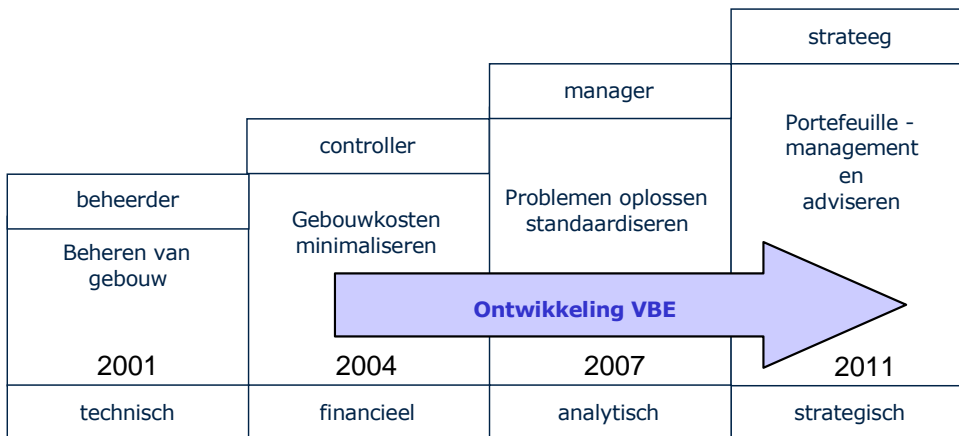 beheerder
Beheren van
gebouw
2001
technisch
controller
Gebouwkosten
minimaliseren
2004
financieel
manager
Problemen oplossen
standaardiseren
2007
analytisch
strateeg
Portefeuille -
management
en
adviseren
2011
strategisch
Ontwikkeling VBE